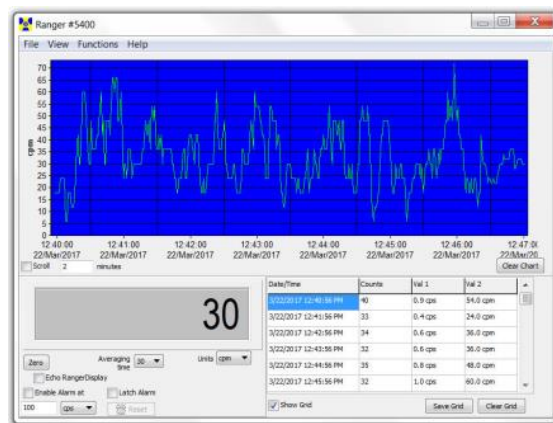 Ranger #5400
File View Functions Help
70
65
60
55
50
45
40
35
30
25
20
15
10
5
0
cpm
12:40:00 12:41:00 12:42:00 12:43:00 12:44:00 12:45:00 12:46:00 12:47:0
22/Mar/2017 22/Mar/2017 22/Mar/2017 22/Mar/2017 22/Mar/2017 22/Mar/2017 22/Mar/2017 22/Mar/20
Scroll 2 minutes Clear Chart
30
Zero Averaging time 30 Units cpm
Echo RangerDisplay
Enable Alarm at Latch Alarm
100 cps Reset
Date/Time Counts Val 1 Val 2
3/22/2017 12:40:56 PM 40 0.9 cps 54.0 cpm
3/22/2017 12:41:56 PM 33 0.4 cps 24.0 cpm
3/22/2017 12:42:56 PM 34 0.6 cps 36.0 cpm
3/22/2017 12:43:56 PM 32 0.6 cps 36.0 cpm
3/22/2017 12:44:56 PM 35 0.8 cps 48.0 cpm
3/22/2017 12:45:56 PM 32 1.0 cps 60.0 cpm
Show Grid Save Grid Clear Grid